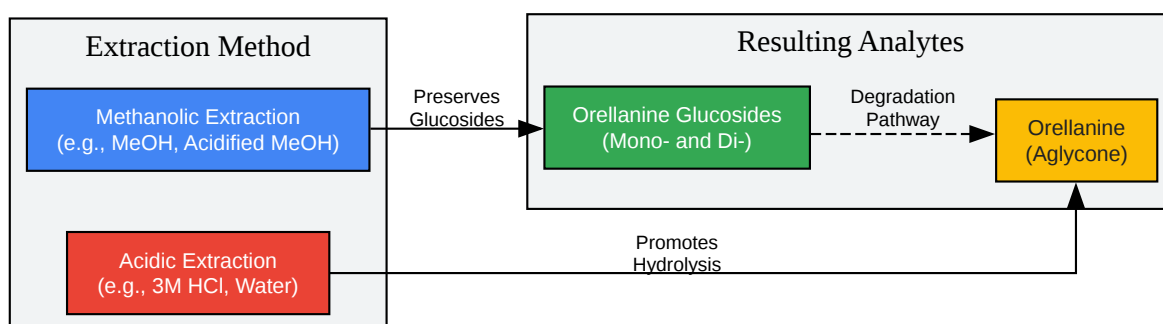 Extraction Method
Methanolic Extraction
(e.g., MeOH, Acidified MeOH)
Acidic Extraction
(e.g., 3M HCl, Water)
Preserves
Glucosides
Promotes
Hydrolysis
Resulting Analytes
Orellanine Glucosides
(Mono- and Di-)
Degradation
Pathway
Orellanine
(Aglycone)